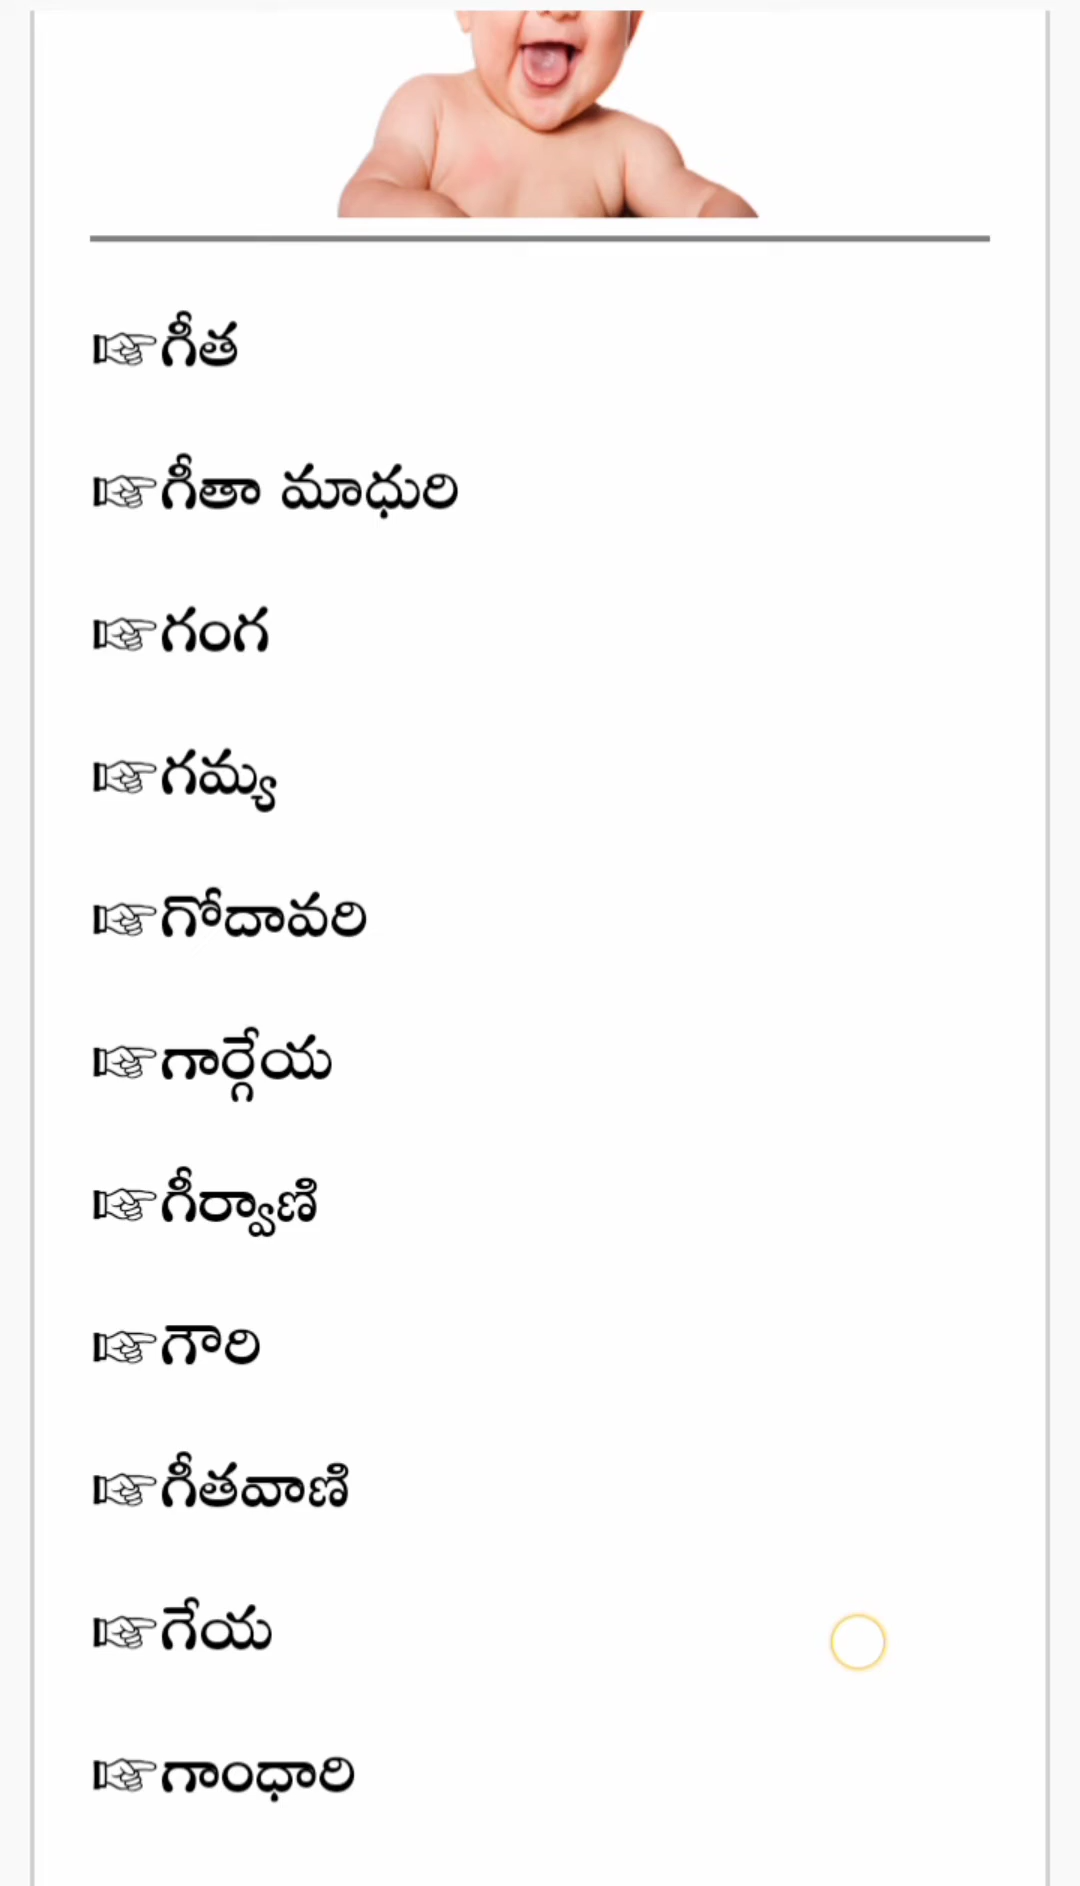 ☞గీత
☞గీతా మాధురి
☞గంగ
☞గమ్య
☞గోదావరి
☞గార్గేయ
☞గీర్వాణి
☞గౌరి
☞గీతవాణి
☞గేయ
☞గాంధారి